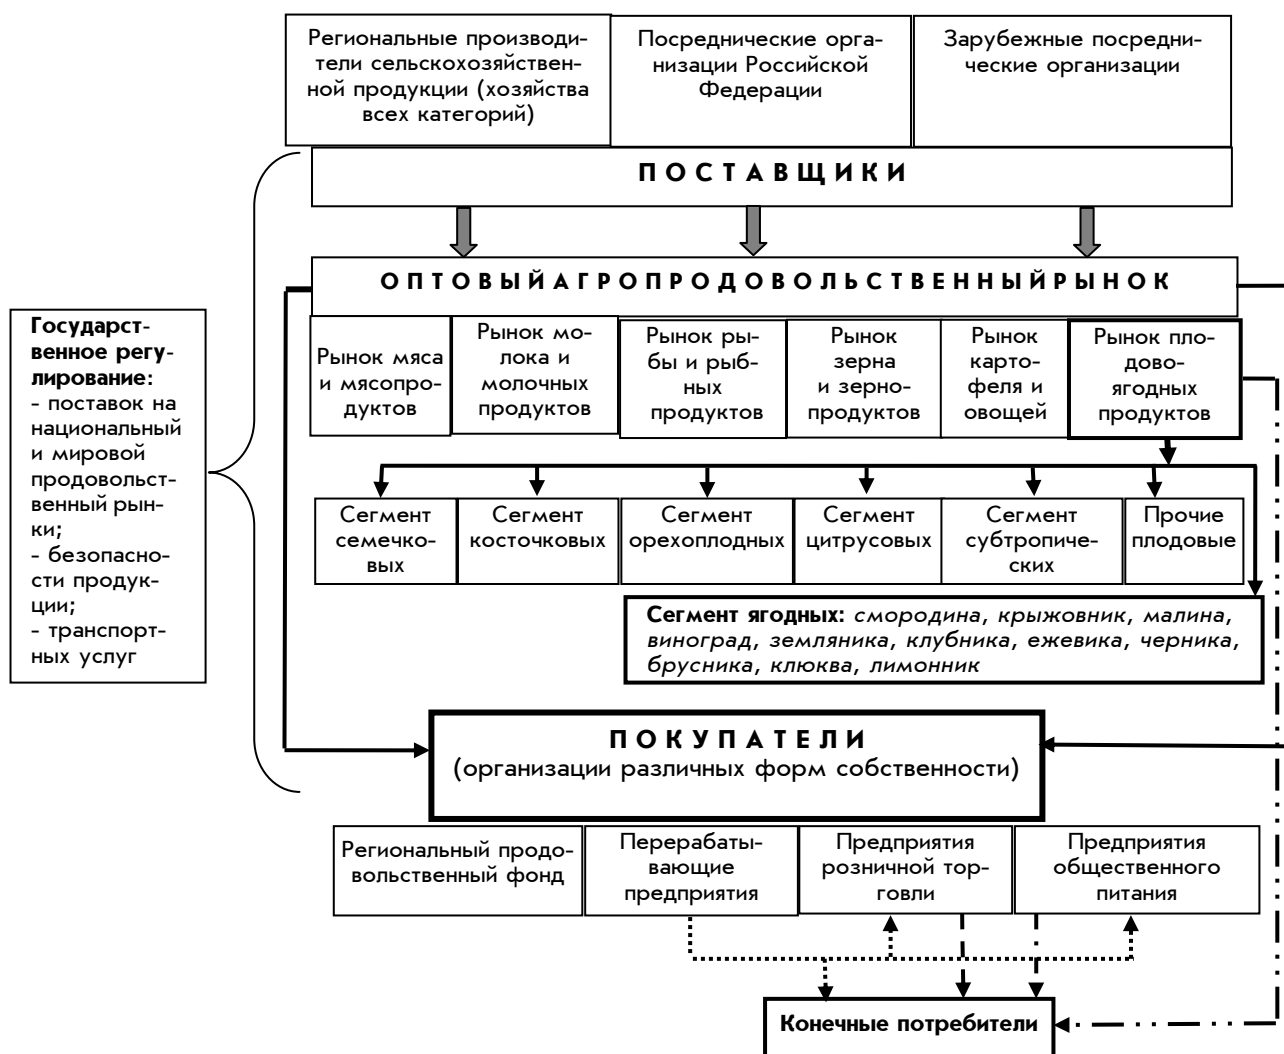 Региональные производи-
тели сельскохозяйствен-
ной продукции (хозяйства
всех категорий)
Посреднические орга-
низации Российской
Федерации
Зарубежные посредни-
ческие организации
ПОСТАВЩИКИ
ОПТОВЫЙ АГРОПРОДОВОЛЬСТВЕННЫЙ РЫНОК
Государст-
венное регу-
лирование:
- поставок на
национальный
и мировой
продовольст-
венный рын-
ки;
- безопасно-
сти продук-
ции;
- транспорт-
ных услуг
Рынок мяса
и мясопро-
дуктов
Рынок мо-
лока и
молочных
продуктов
Рынок ры-
бы и рыб-
ных
продуктов
Рынок
зерна
и зерно-
продуктов
Рынок
карто-
феля и
овощей
Рынок пло-
дово-
ягодных
продуктов
Сегмент
семечко-
вых
Сегмент
косточковых
Сегмент
орехоплодных
Сегмент
цитрусовых
Сегмент
субтропиче-
ских
Прочие
плодовые
Сегмент ягодных: смородина, крыжовник, малина,
виноград, земляника, клубника, ежевика, черника,
брусника, клюква, лимонник
ПОКУПАТЕЛИ
(организации различных форм собственности)
Региональный продо-
вольственный фонд
Перерабаты-
вающие
предприятия
Предприятия
розничной тор-
говли
Предприятия
общественного
питания
Конечные потребители